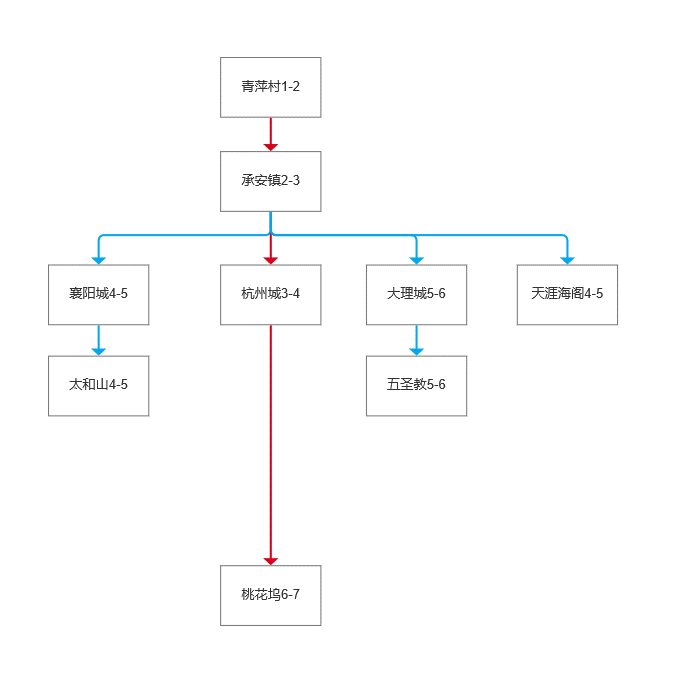 青萍村1-2
承安镇2-3
襄阳城4-5
杭州城3-4
大理城5-6
天涯海阁4-5
太和山4-5
五圣教5-6
桃花坞6-7